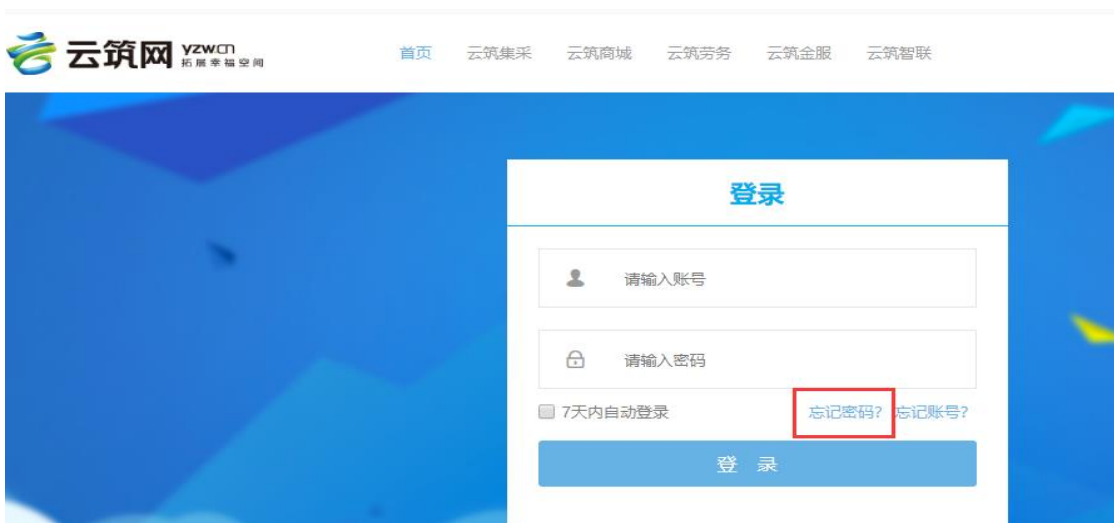 云筑网 yzw.cn
拓展幸福空间
首页 云筑集采 云筑商城 云筑劳务 云筑金服 云筑智联
登录
请输入账号
请输入密码
7天内自动登录 忘记密码? 忘记账号?
登 录